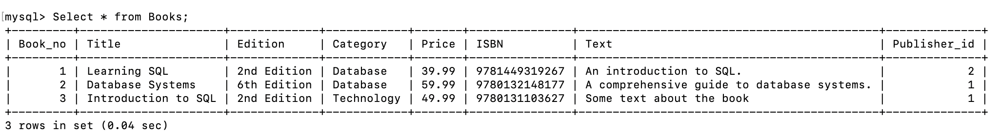 mysql> Select * from Books;
+---------+---------------------+--------------+------------+-------+---------------+--------------------------------------------+--------------+
| Book_no | Title               | Edition      | Category   | Price | ISBN          | Text                                       | Publisher_id |
+---------+---------------------+--------------+------------+-------+---------------+--------------------------------------------+--------------+
|       1 | Learning SQL        | 2nd Edition | Database   | 39.99 | 9781449319267 | An introduction to SQL.                    |            2 |
|       2 | Database Systems    | 6th Edition | Database   | 59.99 | 9780132148177 | A comprehensive guide to database systems. |            1 |
|       3 | Introduction to SQL | 2nd Edition | Technology | 49.99 | 9780131103627 | Some text about the book                   |            1 |
+---------+---------------------+--------------+------------+-------+---------------+--------------------------------------------+--------------+
3 rows in set (0.04 sec)